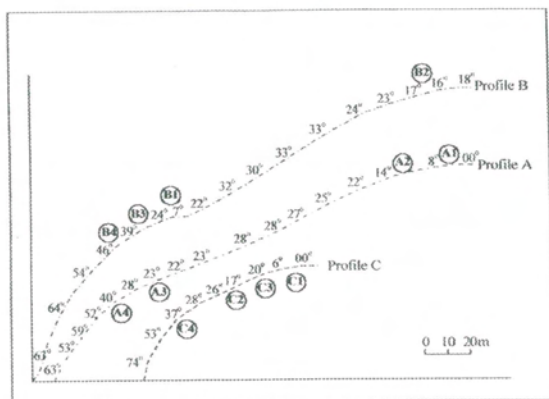 B2
23° 17° 16° 18° Profile B
24°
33°
33°
30°
32°
B1
24° 7° 22°
B3
39°
B4
46°
54°
64°
63°
A2 A1
14° 8° 00° Profile A
22°
25°
27°
28°
28°
23°
22°
23°
A3
28°
40°
A4
52°
59°
53°
63°
00° Profile C
6°
20°
C1
C3
17°
C2
26°
28°
37°
C4
53°
74°
0 10 20m